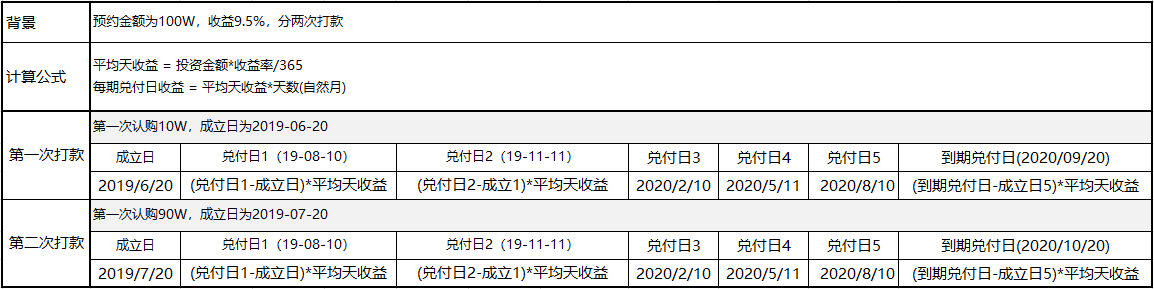 背景
预约金额为100W，收益9.5%，分两次打款
计算公式
平均天收益 = 投资金额*收益率/365
每期兑付日收益 = 平均天收益*天数(自然月)
第一次打款
第一次认购10W，成立日为2019-06-20
成立日 兑付日1（19-08-10） 兑付日2（19-11-11） 兑付日3 兑付日4 兑付日5 到期兑付日(2020/09/20)
2019/6/20 (兑付日1-成立日)*平均天收益 (兑付日2-成立1)*平均天收益 2020/2/10 2020/5/11 2020/8/10 (到期兑付日-成立日5)*平均天收益
第二次打款
第一次认购90W，成立日为2019-07-20
成立日 兑付日1（19-08-10） 兑付日2（19-11-11） 兑付日3 兑付日4 兑付日5 到期兑付日(2020/10/20)
2019/7/20 (兑付日1-成立日)*平均天收益 (兑付日2-成立1)*平均天收益 2020/2/10 2020/5/11 2020/8/10 (到期兑付日-成立日5)*平均天收益